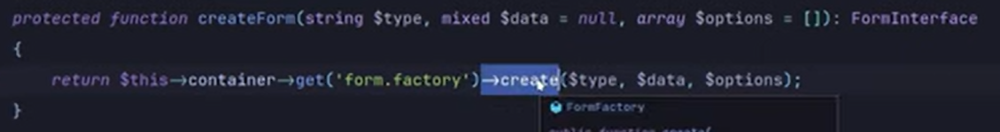 protected function createForm(string $type, mixed $data = null, array $options = []): FormInterface
{
return $this->container->get('form.factory')->create($type, $data, $options);
}
FormFactory
public function create(